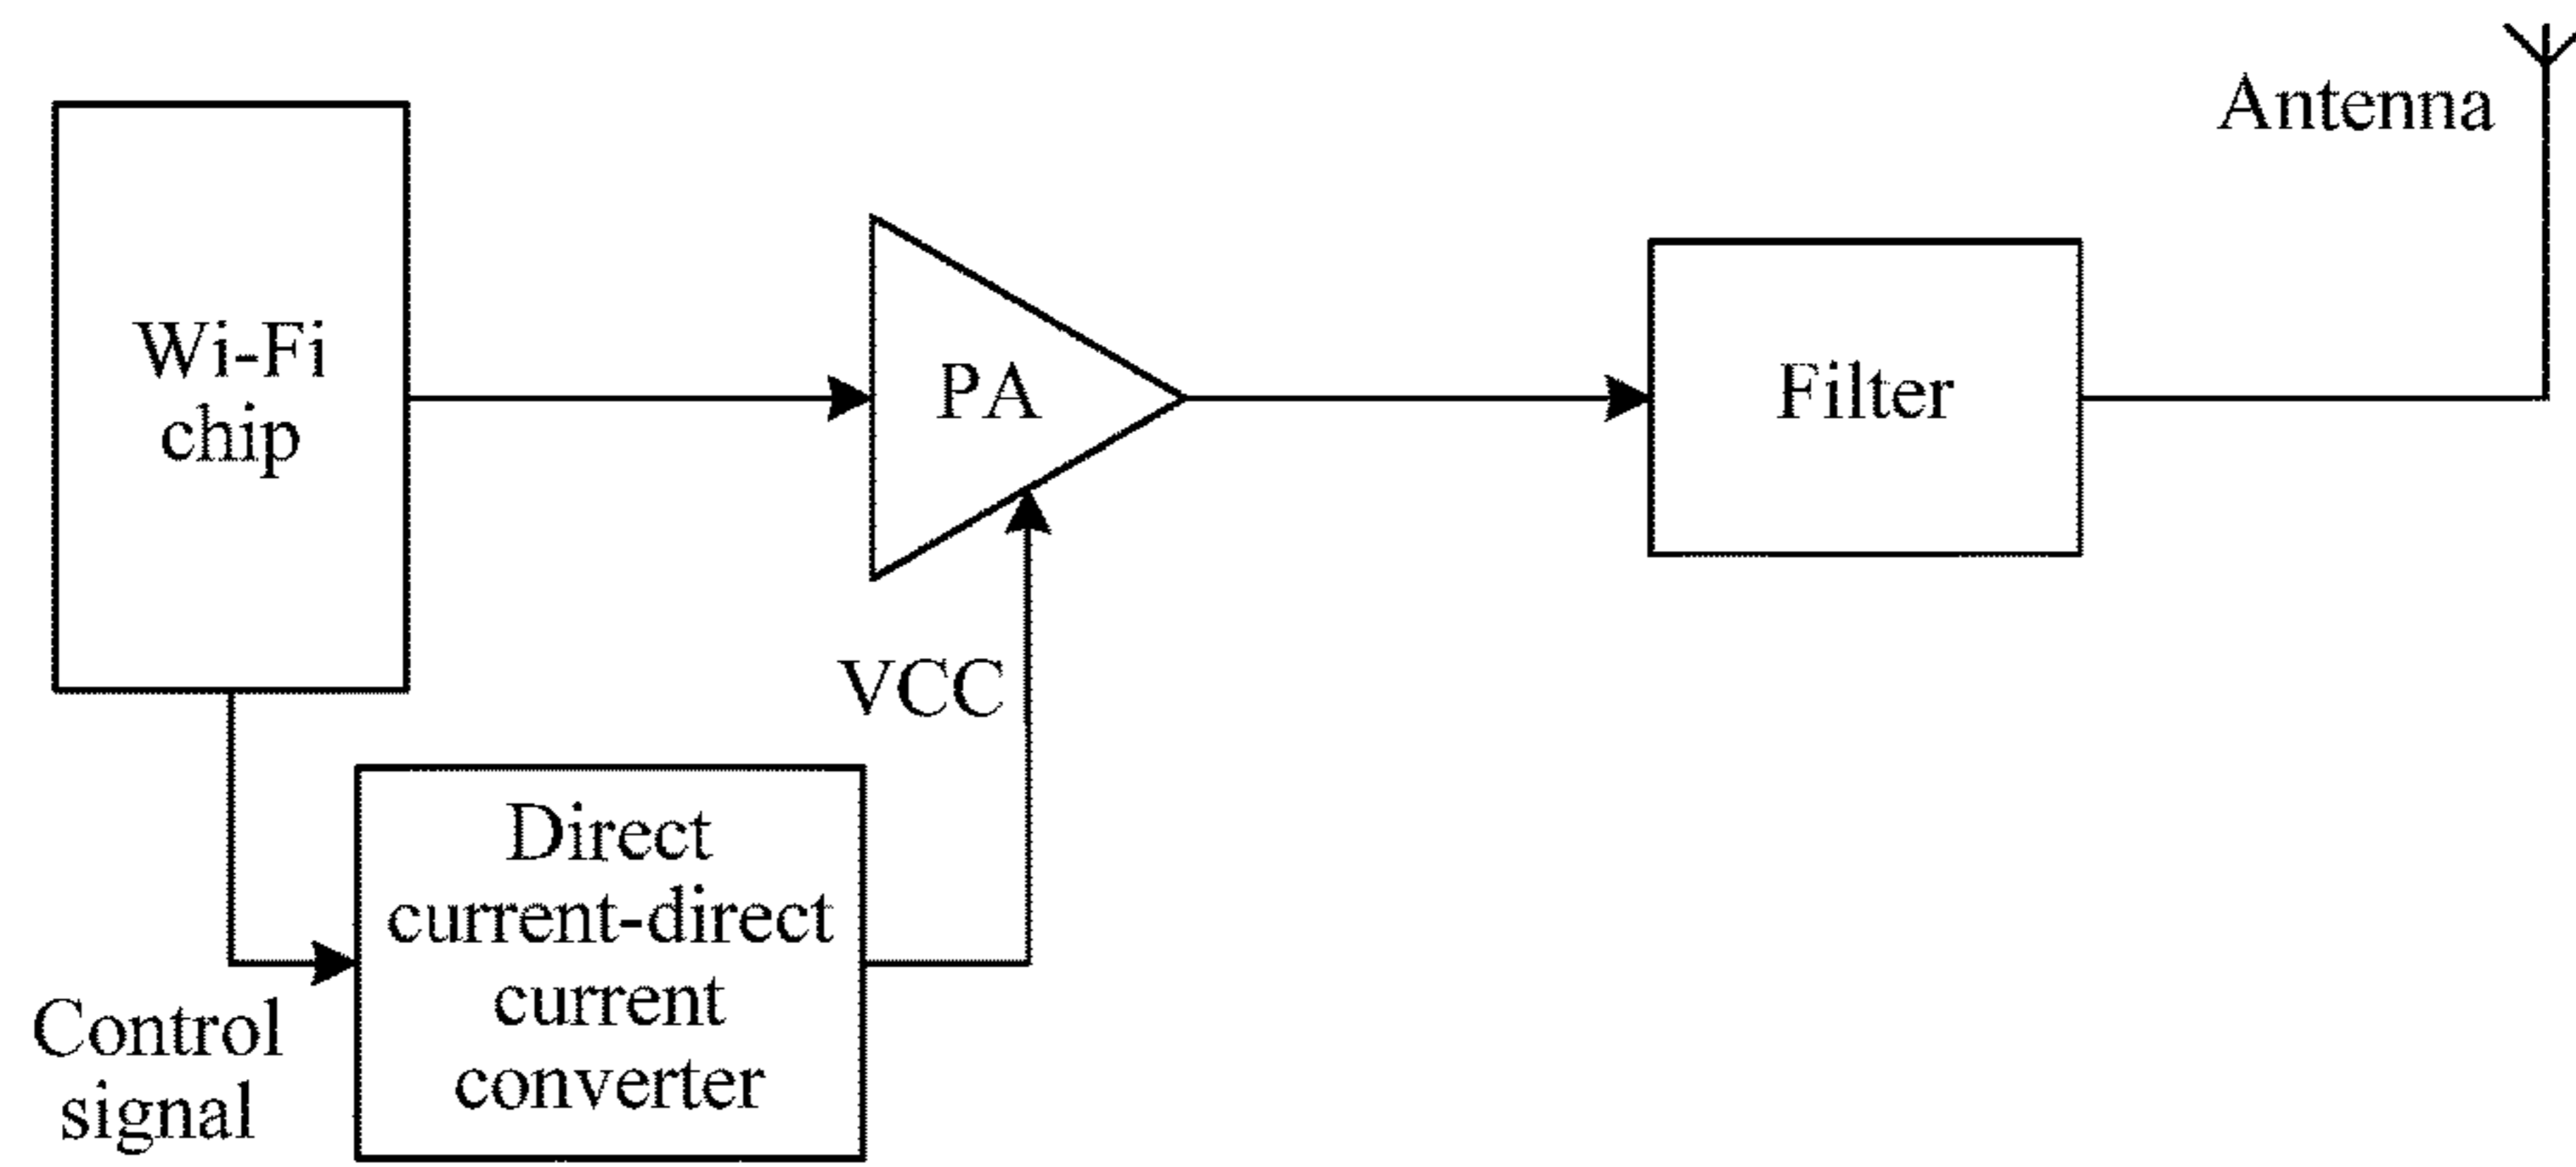 Antenna
Wi-Fi
chip
PA
Filter
VCC
Direct
current-direct
current
converter
Control
signal